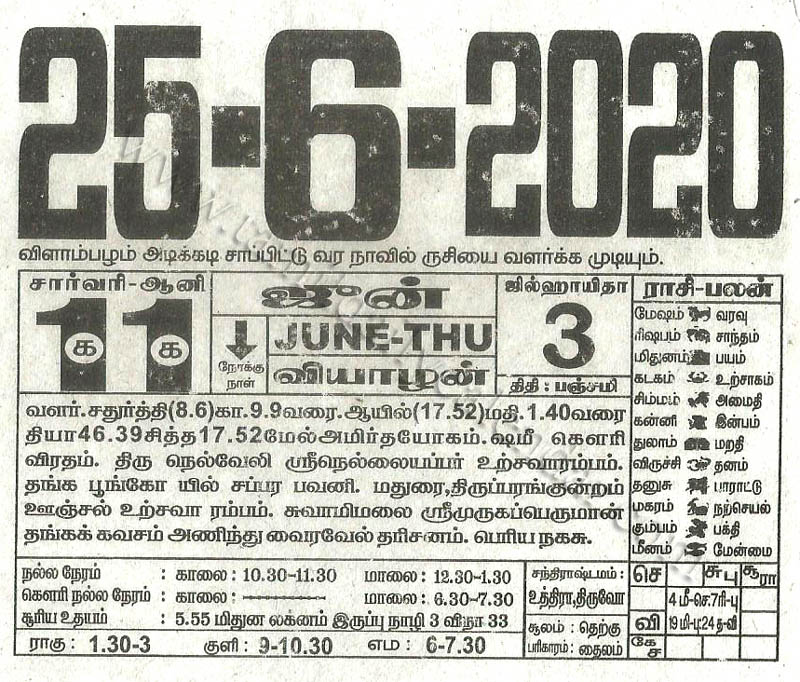 25-6-2020
விளாம்பழம் அடிக்கடி சாப்பிட்டு வர நாவில் ருசியை வளர்க்க முடியும்.
சார்வரி-ஆனி
11
க க
ஜுன்
JUNE-THU
நோக்கு
நாள்
வியாழன்
ஜில்ஹாயிதா
3
திதி : பஞ்சமி
ராசி-பலன்
மேஷம் வரவு
ரிஷபம் சாந்தம்
மிதுனம் பயம்
கடகம் உற்சாகம்
சிம்மம் அமைதி
கன்னி இன்பம்
துலாம் மறதி
விருச்சி தனம்
தனுசு பாராட்டு
மகரம் நற்செயல்
கும்பம் பக்தி
மீனம் மேன்மை
வளர்.சதுர்த்தி(8.6)கா.9.9வரை.ஆயில்(17.52)மதி.1.40வரை
தியா46.39சித்த17.52மேல்அமிர்தயோகம்.ஷமீ கௌரி
விரதம். திரு நெல்வேலி ஸ்ரீநெல்லையப்பர் உற்சவாரம்பம்.
தங்க பூங்கோ யில் சப்பர பவனி. மதுரை,திருப்பரங்குன்றம்
ஊஞ்சல் உற்சவா ரம்பம். சுவாமிமலை ஸ்ரீமுருகப்பெருமான்
தங்கக் கவசம் அணிந்து வைரவேல் தரிசனம். பெரிய நகசு.
நல்ல நேரம் : காலை: 10.30-11.30 மாலை: 12.30-1.30
கௌரி நல்ல நேரம் : காலை: மாலை: 6.30-7.30
சூரிய உதயம் : 5.55 மிதுன லக்னம் இருப்பு நாழி 3 விநா 33
ராகு : 1.30-3 குளி : 9-10.30 எம : 6-7.30
சந்திராஷ்டமம் :
உத்திரா,திருவோ
சூலம் : தெற்கு
பரிகாரம் : தைலம்
செ சுபு சூரா
4 மீ-செ:7ரி-பு
வி 19 மி-பு:24 த-வி
கே
ச